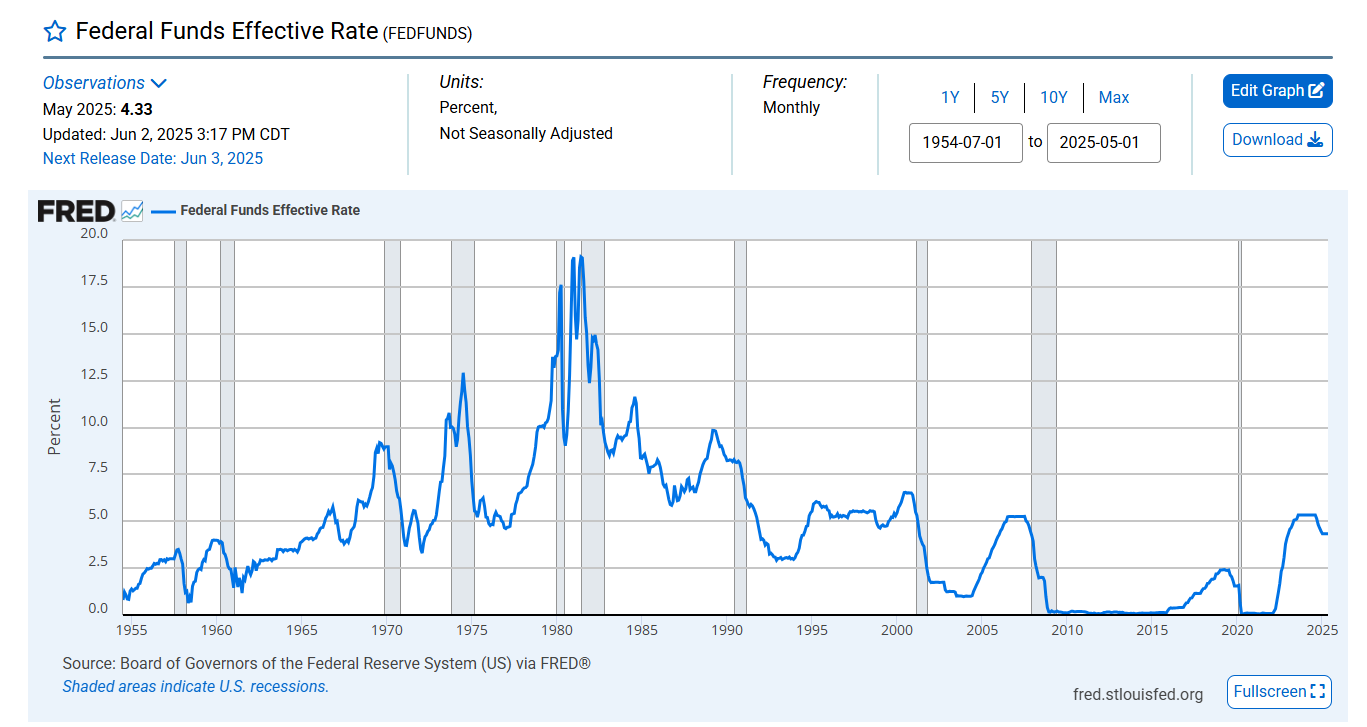 Federal Funds Effective Rate (FEDFUNDS)
Observations
May 2025: 4.33
Updated: Jun 2, 2025 3:17 PM CDT
Next Release Date: Jun 3, 2025
Units:
Percent,
Not Seasonally Adjusted
Frequency:
Monthly
1Y 5Y 10Y Max
1954-07-01 to 2025-05-01
Edit Graph
Download
FRED Federal Funds Effective Rate
20.0
17.5
15.0
12.5
10.0
7.5
5.0
2.5
0.0
Percent
1955 1960 1965 1970 1975 1980 1985 1990 1995 2000 2005 2010 2015 2020 2025
Source: Board of Governors of the Federal Reserve System (US) via FRED®
Shaded areas indicate U.S. recessions.
fred.stlouisfed.org
Fullscreen